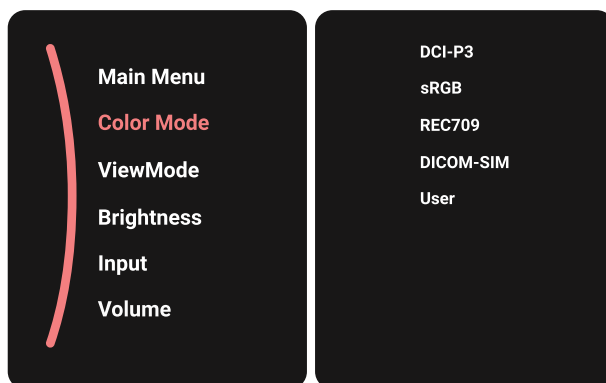 Main Menu
Color Mode
ViewMode
Brightness
Input
Volume
DCI-P3
sRGB
REC709
DICOM-SIM
User